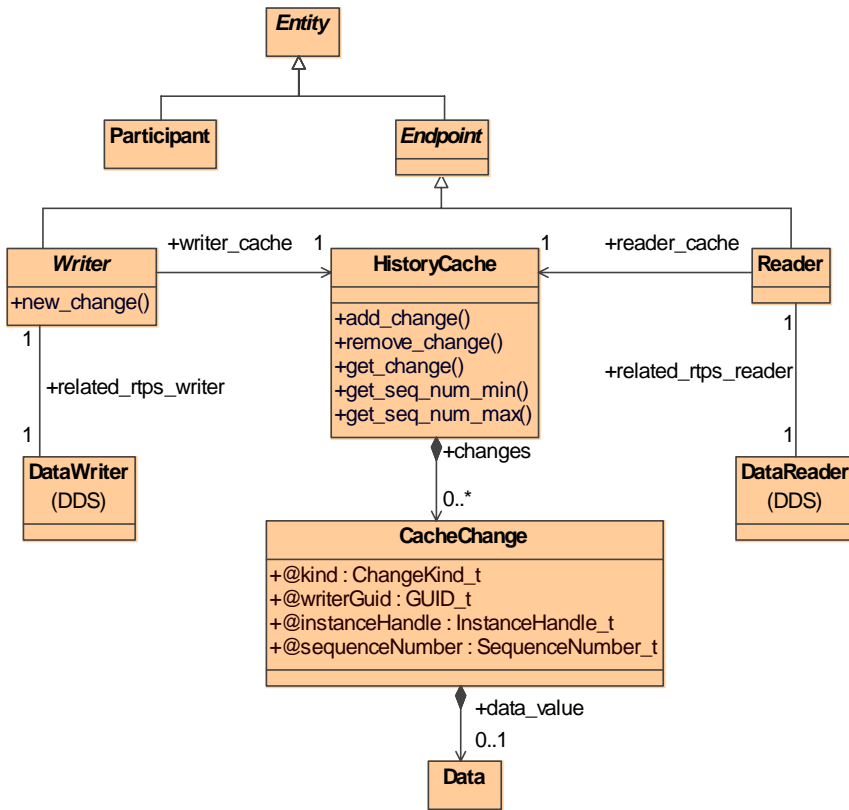 Entity
Participant
Endpoint
+writer_cache
1
1
+reader_cache
Writer
+new_change()
HistoryCache
+add_change()
+remove_change()
+get_change()
+get_seq_num_min()
+get_seq_num_max()
Reader
1
+related_rtps_writer
1
1
+related_rtps_reader
1
DataWriter
(DDS)
+changes
0..*
DataReader
(DDS)
CacheChange
+@kind : ChangeKind_t
+@writerGuid : GUID_t
+@instanceHandle : InstanceHandle_t
+@sequenceNumber : SequenceNumber_t
+data_value
0..1
Data